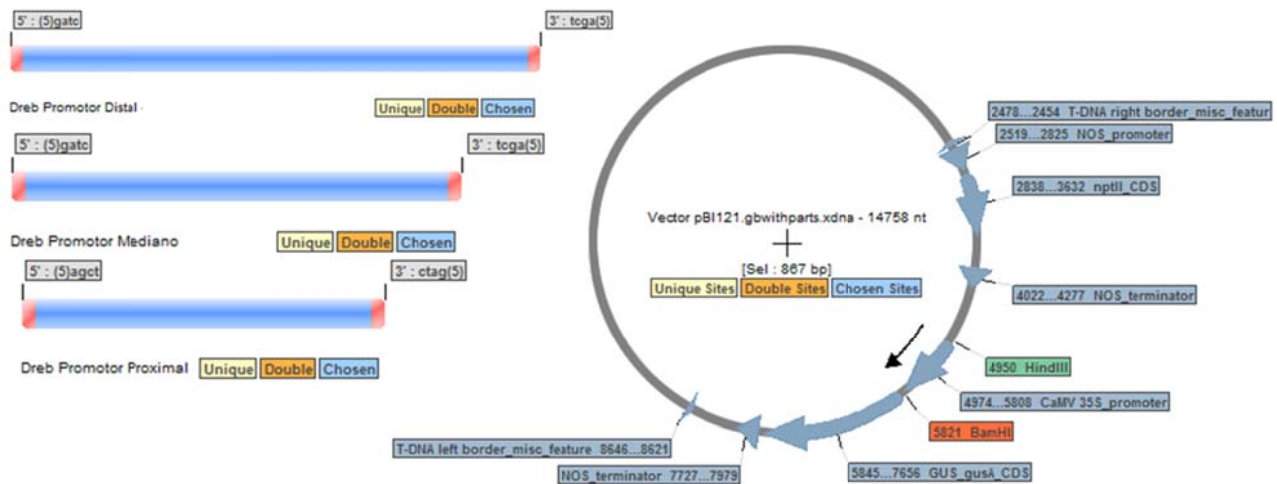 5' : (5)gatc 3' : tcga(5)
Dreb Promotor Distal
Unique Double Chosen
5' : (5)gatc 3' : tcga(5)
Dreb Promotor Mediano
Unique Double Chosen
5' : (5)agct 3' : ctag(5)
Dreb Promotor Proximal
Unique Double Chosen
2478...2454 T-DNA right border_misc_featur
2519...2825 NOS_promoter
2838...3632 nptII_CDS
Vector pBI121.gbwithparts.xdna - 14758 nt
[Sel : 867 bp]
Unique Sites Double Sites Chosen Sites
4022...4277 NOS_terminator
4950 HindIII
4974...5808 CaMV 35S_promoter
5821 BamHI
T-DNA left border_misc_feature 8646...8621
NOS_terminator 7727...7979
5845...7656 GUS_gusA_CDS